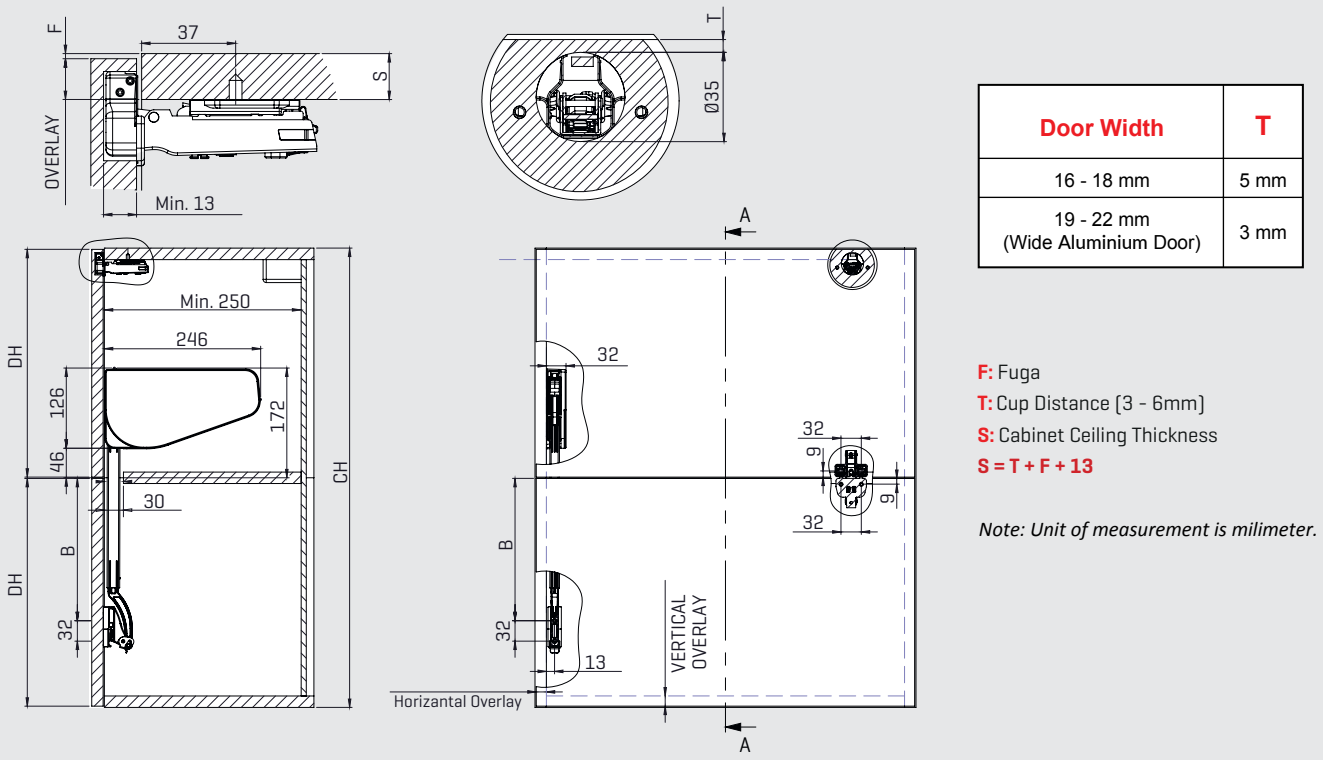 F
37
S
OVERLAY
Min. 13
T
Ø35
Door Width T
16 - 18 mm 5 mm
19 - 22 mm
(Wide Aluminium Door) 3 mm
F: Fuga
T: Cup Distance (3 - 6mm)
S: Cabinet Ceiling Thickness
S = T + F + 13
Note: Unit of measurement is milimeter.
DH
Min. 250
246
126
172
46
30
CH
B
DH
32
A
32
32
9
9
32
B
32
13
VERTICAL
OVERLAY
Horizantal Overlay
A